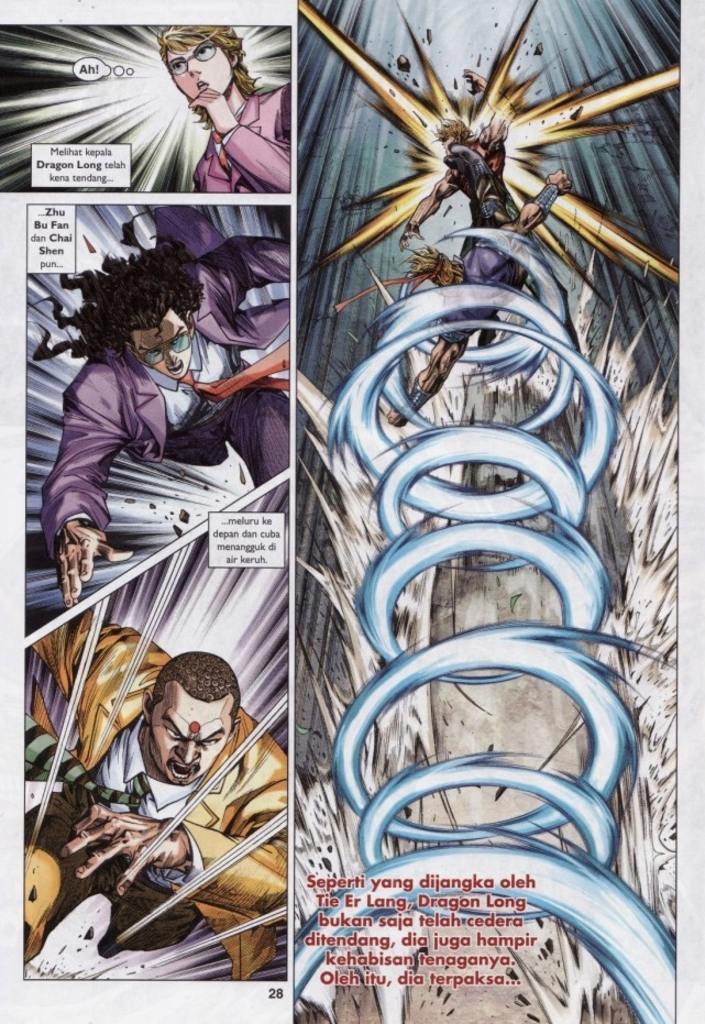 Ah!
Melihat kepala
Dragon Long telah
kena tendang...
...Zhu
Bu Fan
dan Chai
Shen
pun...
...meluru ke
depan dan cuba
menangguk di
air keruh.
Seperti yang dijangka oleh
Tie Er Lang, Dragon Long
bukan saja telah cedera
ditendang, dia juga hampir
kehabisan tenaganya.
Oleh itu, dia terpaksa...
28